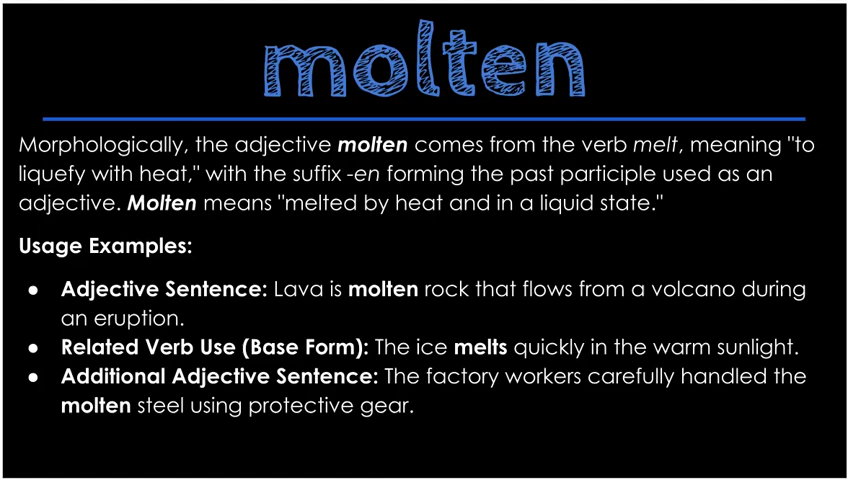 molten
Morphologically, the adjective molten comes from the verb melt, meaning "to
liquefy with heat," with the suffix -en forming the past participle used as an
adjective. Molten means "melted by heat and in a liquid state."
Usage Examples:
● Adjective Sentence: Lava is molten rock that flows from a volcano during
an eruption.
● Related Verb Use (Base Form): The ice melts quickly in the warm sunlight.
● Additional Adjective Sentence: The factory workers carefully handled the
molten steel using protective gear.